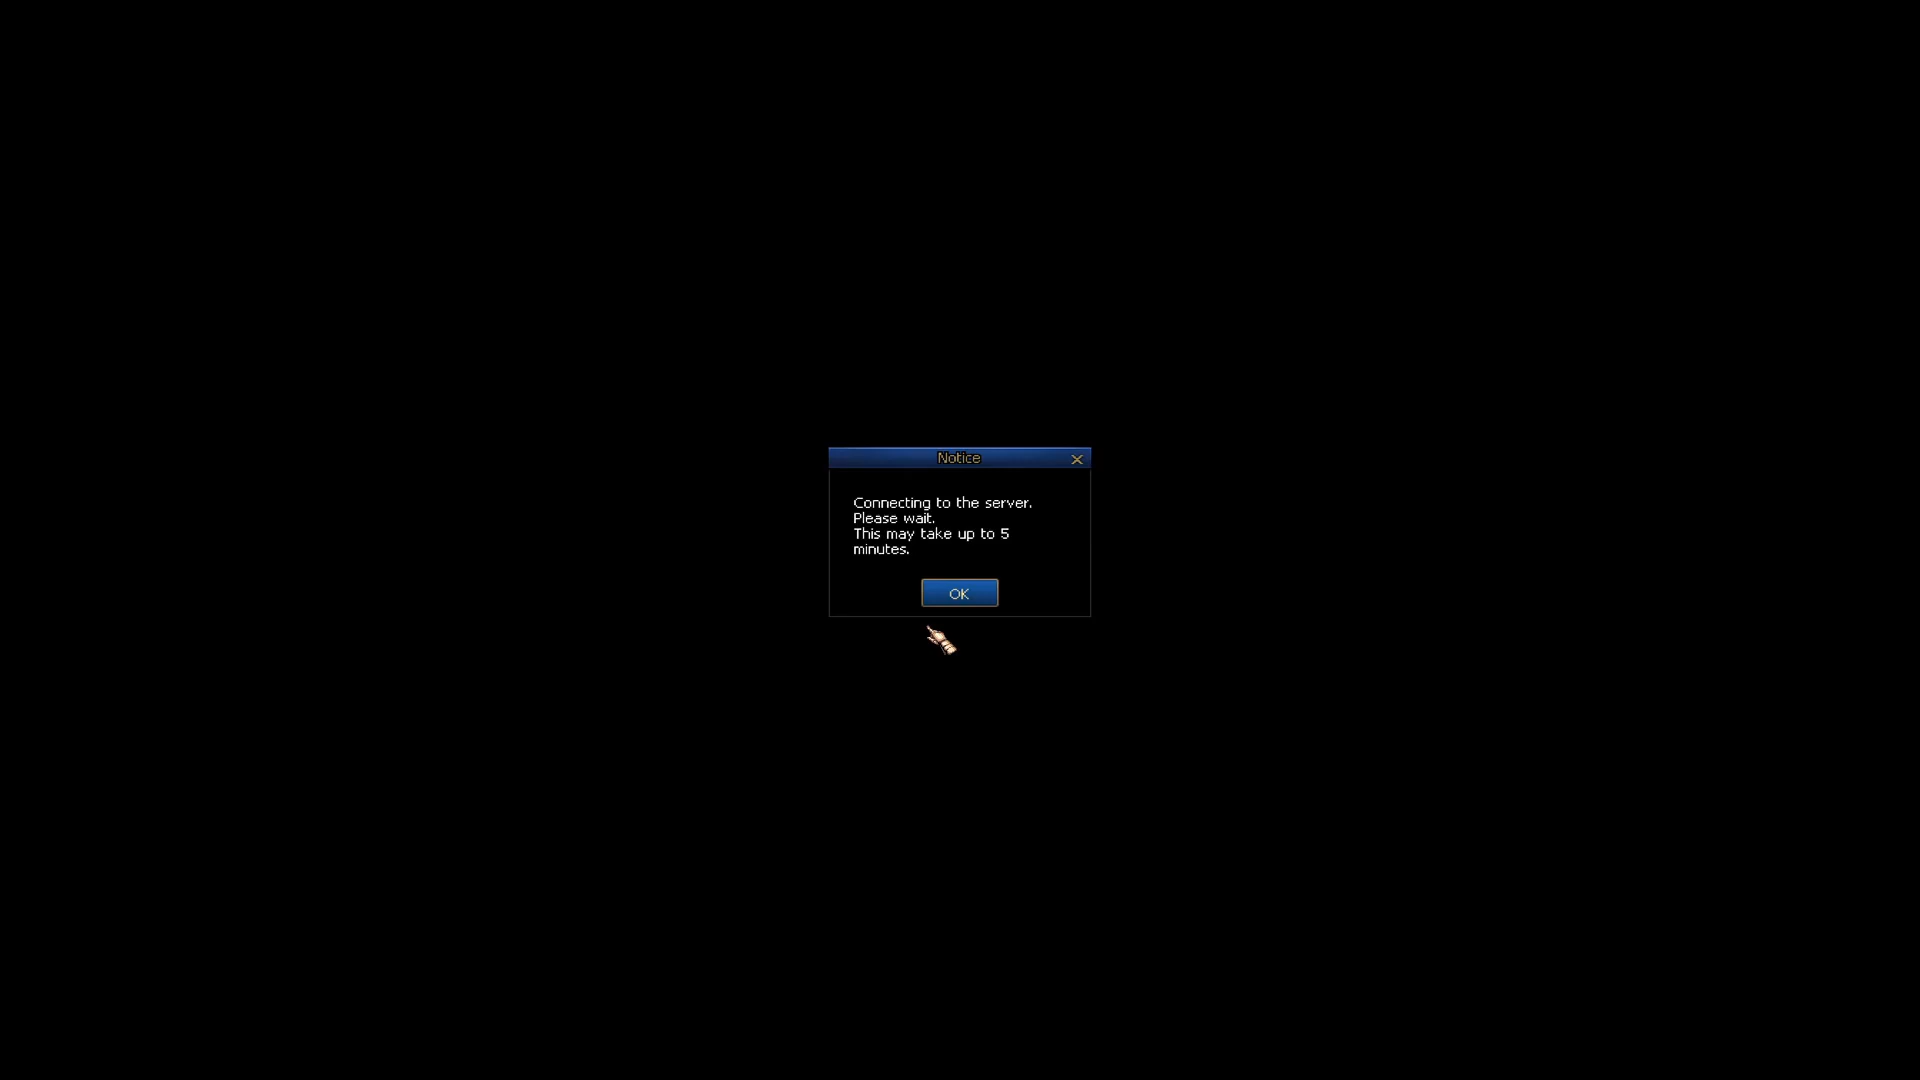 Notice
Connecting to the server.
Please wait.
This may take up to 5
minutes.
OK